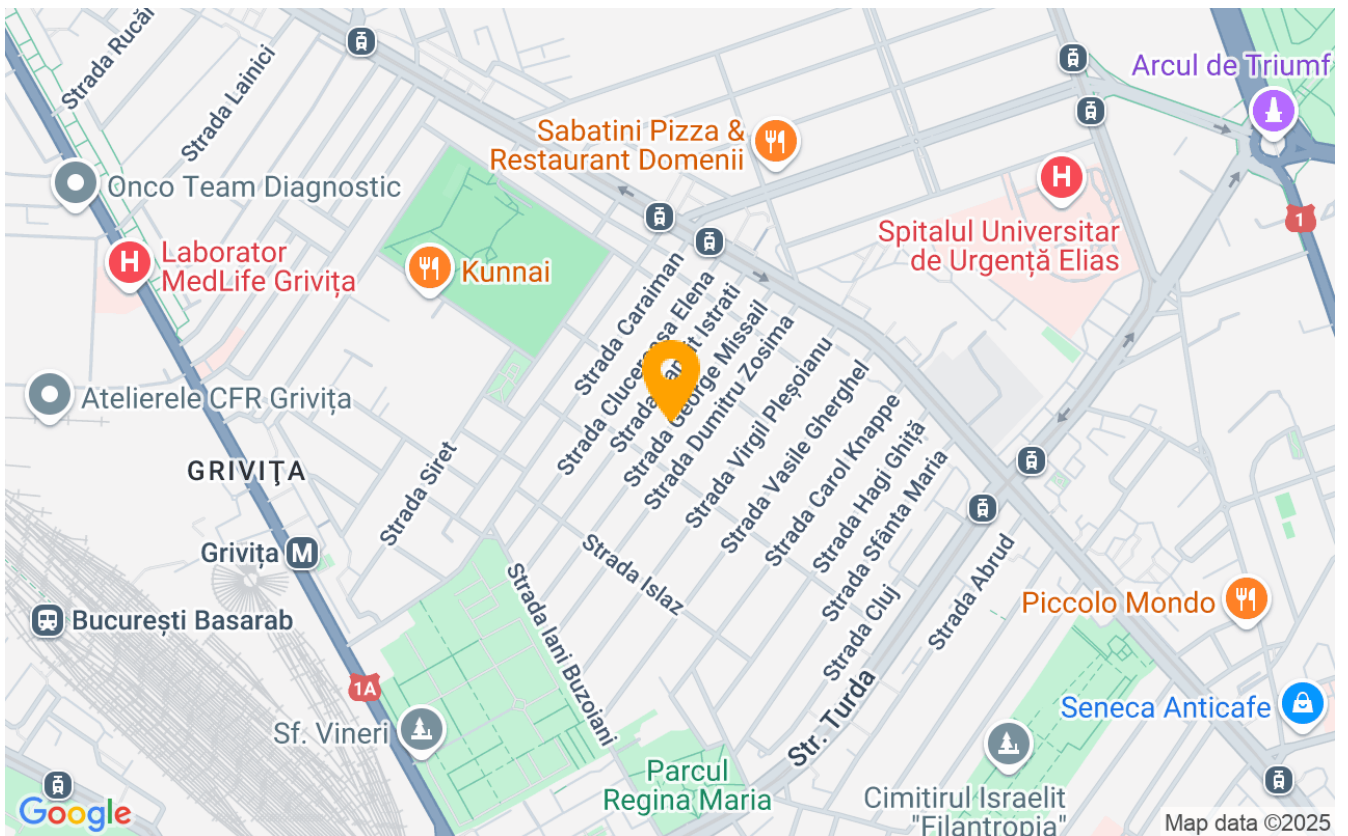 Strada Rucăr
Strada Lainici
Arcul de Triumf
Sabatini Pizza &
Restaurant Domenii
Onco Team Diagnostic
H
Spitalul Universitar
de Urgență Elias
1
H
Laborator
MedLife Grivița
Kunnai
Strada Caraiman
Strada Clucereasa Elena
Istrati
Strada George Missail
Strada Dumitru Zosima
Strada Virgil Pleșoianu
Strada Vasile Gherghel
Strada Carol Knappe
Strada Hagi Ghiță
Strada Sfânta Maria
Strada Cluj
Strada Abrud
Atelierele CFR Grivița
GRIVIȚA
Strada Siret
Grivița
M
București Basarab
Strada Islaz
Strada Iani Buzoiani
Piccolo Mondo
1A
Sf. Vineri
Str. Turda
Seneca Anticafe
Parcul
Regina Maria
Cimitirul Israelit
"Filantropia"
Google
Map data ©2025